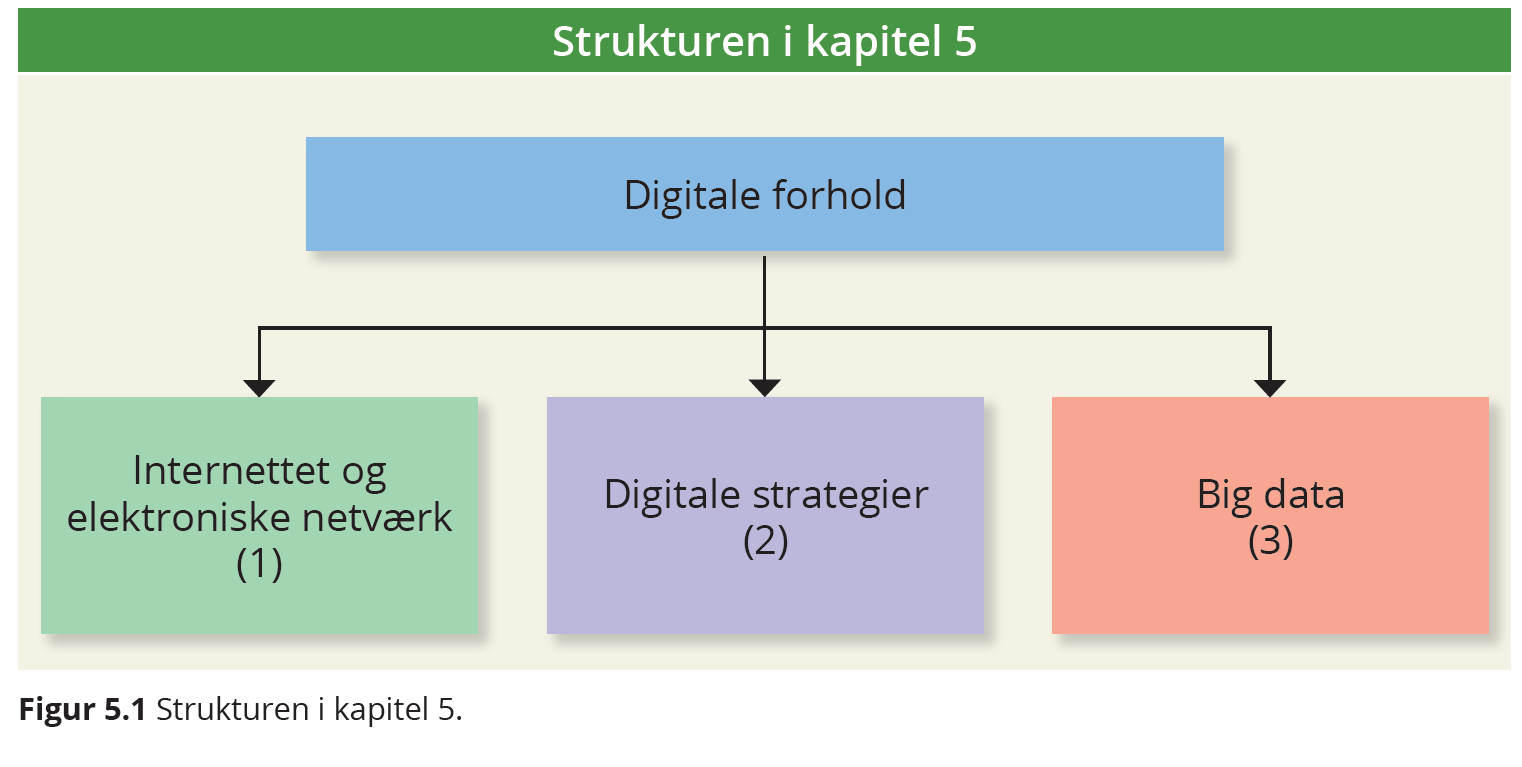 Strukturen i kapitel 5
Digitale forhold
Internettet og
elektroniske netværk
(1)
Digitale strategier
(2)
Big data
(3)
Figur 5.1 Strukturen i kapitel 5.